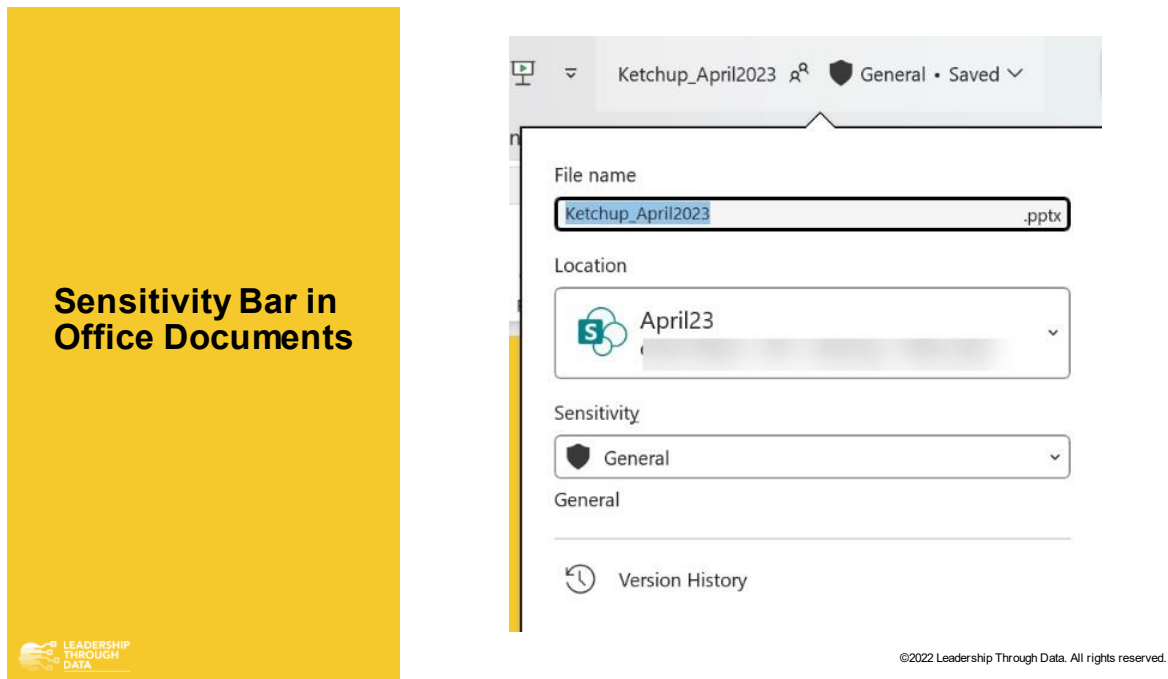 Sensitivity Bar in
Office Documents
LEADERSHIP
THROUGH
DATA
Ketchup_April2023 General • Saved
File name
Ketchup_April2023 .pptx
Location
S April23
Sensitivity
General
General
Version History
©2022 Leadership Through Data. All rights reserved.